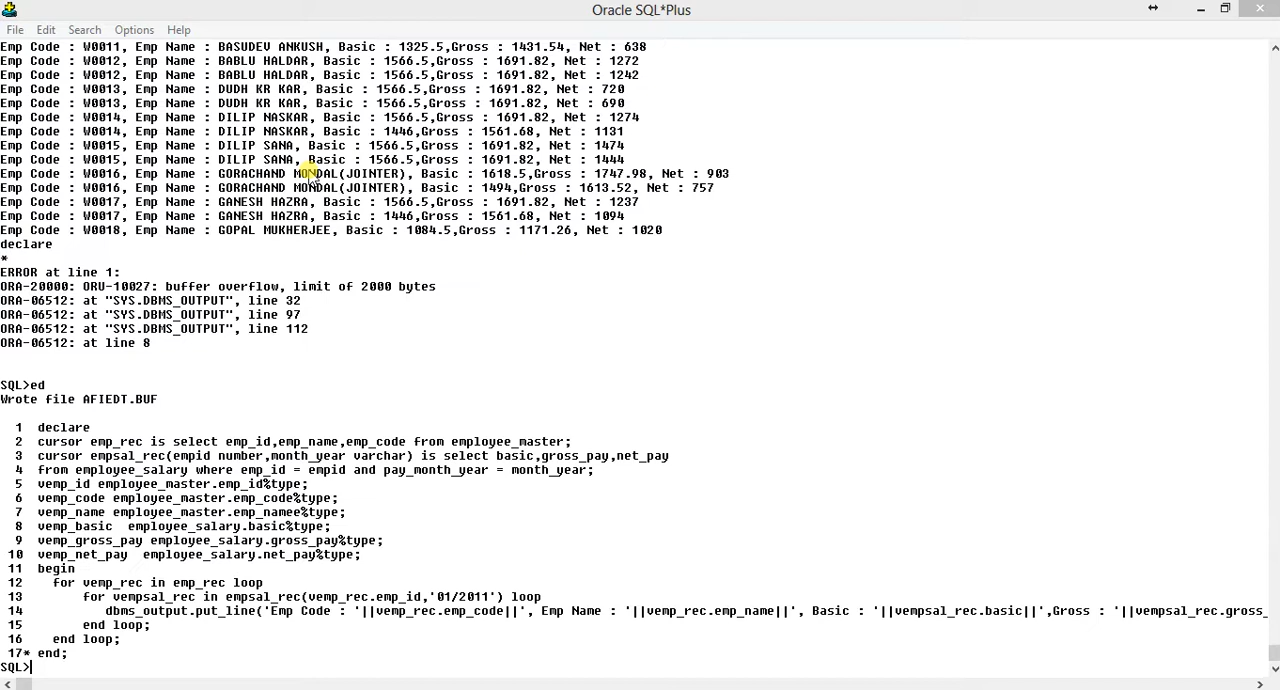 Oracle SQL*Plus
File Edit Search Options Help
Emp Code : W0011, Emp Name : BASUDEV ANKUSH, Basic : 1325.5,Gross : 1431.54, Net : 638
Emp Code : W0012, Emp Name : BABLU HALDAR, Basic : 1566.5,Gross : 1691.82, Net : 1272
Emp Code : W0012, Emp Name : BABLU HALDAR, Basic : 1566.5,Gross : 1691.82, Net : 1242
Emp Code : W0013, Emp Name : DUDH KR KAR, Basic : 1566.5,Gross : 1691.82, Net : 720
Emp Code : W0013, Emp Name : DUDH KR KAR, Basic : 1566.5,Gross : 1691.82, Net : 690
Emp Code : W0014, Emp Name : DILIP NASKAR, Basic : 1566.5,Gross : 1691.82, Net : 1274
Emp Code : W0014, Emp Name : DILIP NASKAR, Basic : 1446,Gross : 1561.68, Net : 1131
Emp Code : W0015, Emp Name : DILIP SANA, Basic : 1566.5,Gross : 1691.82, Net : 1474
Emp Code : W0015, Emp Name : DILIP SANA, Basic : 1566.5,Gross : 1691.82, Net : 1444
Emp Code : W0016, Emp Name : GORACHAND MONDAL(JOINTER), Basic : 1618.5,Gross : 1747.98, Net : 903
Emp Code : W0016, Emp Name : GORACHAND MONDAL(JOINTER), Basic : 1494,Gross : 1613.52, Net : 757
Emp Code : W0017, Emp Name : GANESH HAZRA, Basic : 1566.5,Gross : 1691.82, Net : 1237
Emp Code : W0017, Emp Name : GANESH HAZRA, Basic : 1446,Gross : 1561.68, Net : 1094
Emp Code : W0018, Emp Name : GOPAL MUKHERJEE, Basic : 1084.5,Gross : 1171.26, Net : 1020
declare
*
ERROR at line 1:
ORA-20000: ORU-10027: buffer overflow, limit of 2000 bytes
ORA-06512: at "SYS.DBMS_OUTPUT", line 32
ORA-06512: at "SYS.DBMS_OUTPUT", line 97
ORA-06512: at "SYS.DBMS_OUTPUT", line 112
ORA-06512: at line 8
SQL>ed
Wrote file AFIEDT.BUF
1 declare
2 cursor emp_rec is select emp_id,emp_name,emp_code from employee_master;
3 cursor empsal_rec(empid number,month_year varchar) is select basic,gross_pay,net_pay
4 from employee_salary where emp_id = empid and pay_month_year = month_year;
5 vemp_id employee_master.emp_id%type;
6 vemp_code employee_master.emp_code%type;
7 vemp_name employee_master.emp_namee%type;
8 vemp_basic employee_salary.basic%type;
9 vemp_gross_pay employee_salary.gross_pay%type;
10 vemp_net_pay employee_salary.net_pay%type;
11 begin
12 for vemp_rec in emp_rec loop
13 for vempsal_rec in empsal_rec(vemp_rec.emp_id,'01/2011') loop
14 dbms_output.put_line('Emp Code : '||vemp_rec.emp_code||', Emp Name : '||vemp_rec.emp_name||', Basic : '||vempsal_rec.basic||',Gross : '||vempsal_rec.gross_
15 end loop;
16 end loop;
17* end;
SQL>